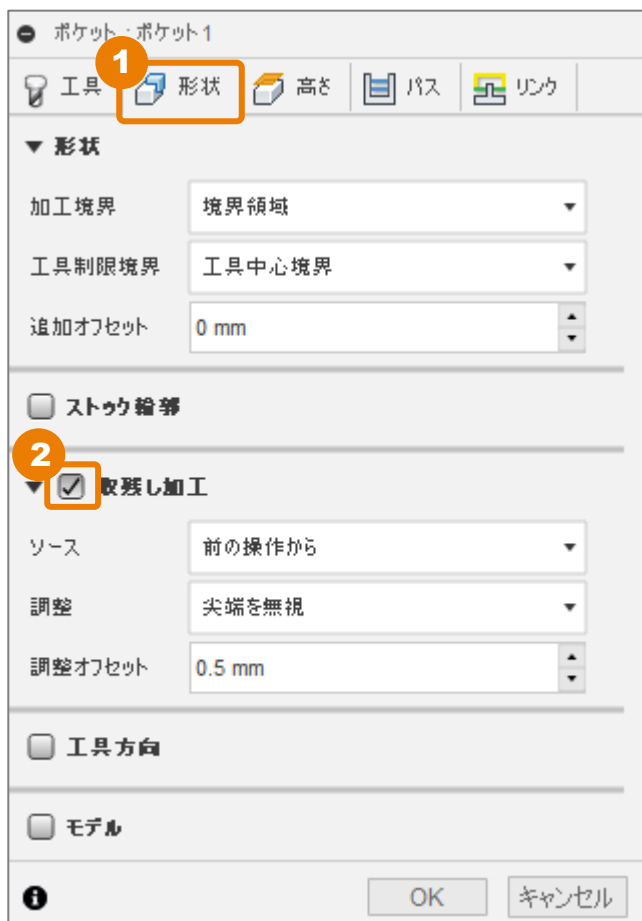 ポケット : ポケット1
1
工具 形状 高さ パス リンク
▼ 形状
加工境界 境界領域
工具制限境界 工具中心境界
追加オフセット 0 mm
ストック輪郭
2
▼ 取残し加工
ソース 前の操作から
調整 尖端を無視
調整オフセット 0.5 mm
工具方向
モデル
OK キャンセル